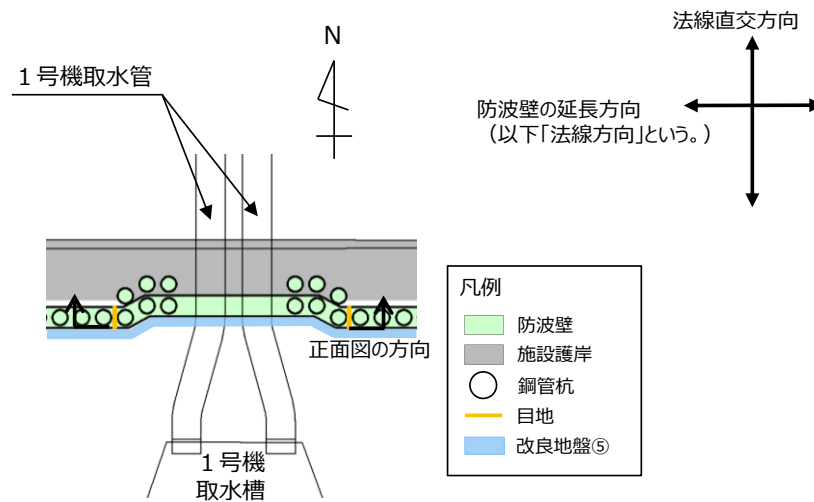 法線直交方向
N
１号機取水管
防波壁の延長方向
（以下「法線方向」という。）
凡例
防波壁
施設護岸
鋼管杭
目地
改良地盤⑤
正面図の方向
１号機
取水槽